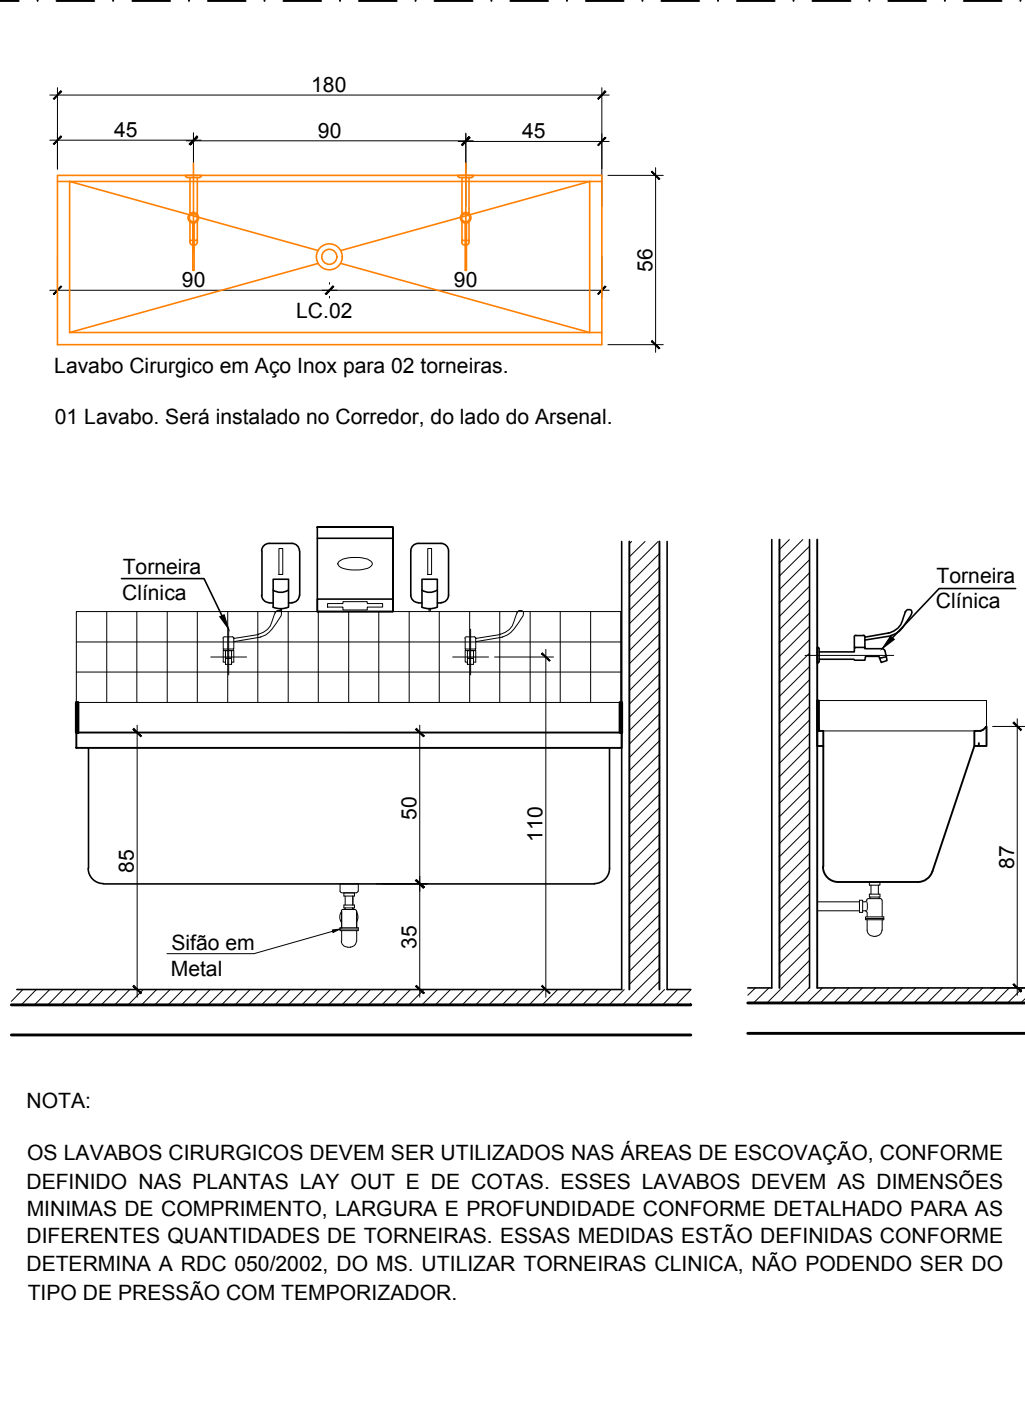 180
45 90 45
56
90 90
LC.02
Lavabo Cirurgico em Aço Inox para 02 torneiras.
01 Lavabo. Será instalado no Corredor, do lado do Arsenal.
Torneira
Clínica
Torneira
Clínica
85
50
110
35
87
Sifão em
Metal
NOTA:
OS LAVABOS CIRURGICOS DEVEM SER UTILIZADOS NAS ÁREAS DE ESCOVAÇÃO, CONFORME
DEFINIDO NAS PLANTAS LAY OUT E DE COTAS. ESSES LAVABOS DEVEM AS DIMENSÕES
MINIMAS DE COMPRIMENTO, LARGURA E PROFUNDIDADE CONFORME DETALHADO PARA AS
DIFERENTES QUANTIDADES DE TORNEIRAS. ESSAS MEDIDAS ESTÃO DEFINIDAS CONFORME
DETERMINA A RDC 050/2002, DO MS. UTILIZAR TORNEIRAS CLINICA, NÃO PODENDO SER DO
TIPO DE PRESSÃO COM TEMPORIZADOR.